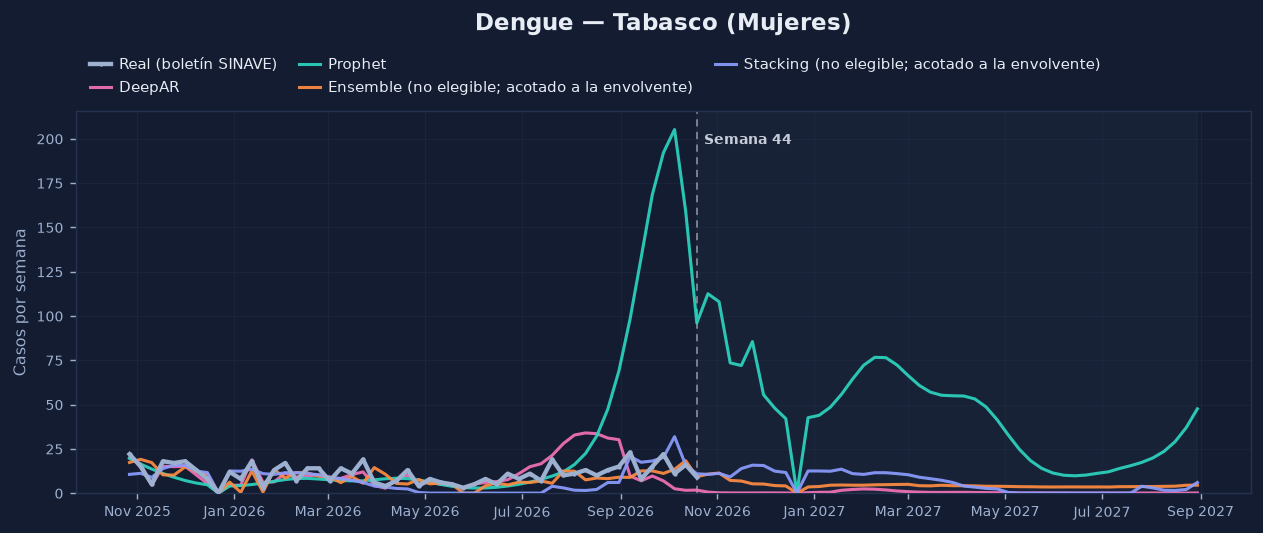 Dengue — Tabasco (Mujeres)
Real (boletín SINAVE)
Prophet
Stacking (no elegible; acotado a la envolvente)
DeepAR
Ensemble (no elegible; acotado a la envolvente)
Semana 44
Casos por semana
200
175
150
125
100
75
50
25
0
Nov 2025
Jan 2026
Mar 2026
May 2026
Jul 2026
Sep 2026
Nov 2026
Jan 2027
Mar 2027
May 2027
Jul 2027
Sep 2027